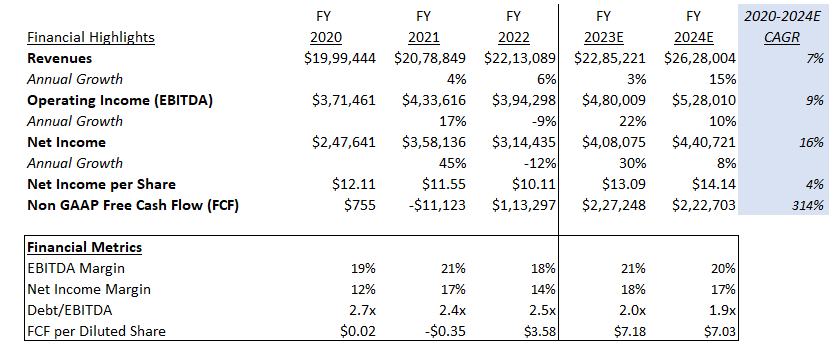 FY FY FY FY FY 2020-2024E
Financial Highlights 2020 2021 2022 2023E 2024E CAGR
Revenues $19,99,444 $20,78,849 $22,13,089 $22,85,221 $26,28,004 7%
Annual Growth 4% 6% 3% 15%
Operating Income (EBITDA) $3,71,461 $4,33,616 $3,94,298 $4,80,009 $5,28,010 9%
Annual Growth 17% -9% 22% 10%
Net Income $2,47,641 $3,58,136 $3,14,435 $4,08,075 $4,40,721 16%
Annual Growth 45% -12% 30% 8%
Net Income per Share $12.11 $11.55 $10.11 $13.09 $14.14 4%
Non GAAP Free Cash Flow (FCF) $755 -$11,123 $1,13,297 $2,27,248 $2,22,703 314%
Financial Metrics
EBITDA Margin 19% 21% 18% 21% 20%
Net Income Margin 12% 17% 14% 18% 17%
Debt/EBITDA 2.7x 2.4x 2.5x 2.0x 1.9x
FCF per Diluted Share $0.02 -$0.35 $3.58 $7.18 $7.03